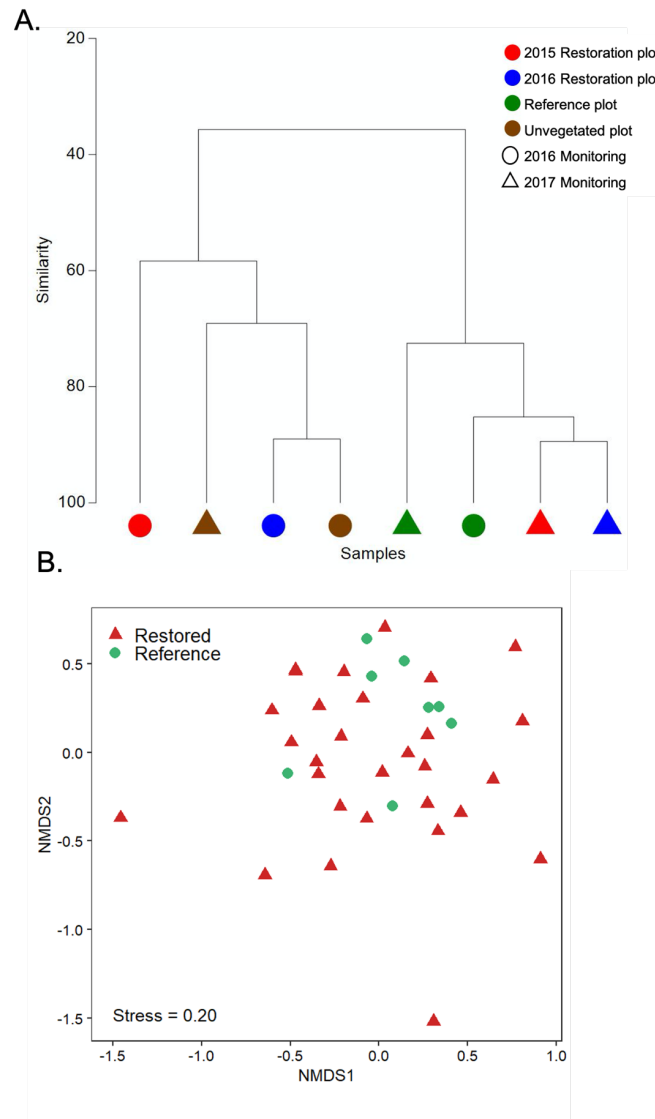 A.
20
40
60
80
100
Similarity
2015 Restoration plo
2016 Restoration plo
Reference plot
Unvegetated plot
2016 Monitoring
2017 Monitoring
Samples
B.
Restored
Reference
0.5
0.0
-0.5
-1.0
-1.5
NMDS2
Stress = 0.20
-1.5
-1.0
-0.5
0.0
0.5
1.0
NMDS1